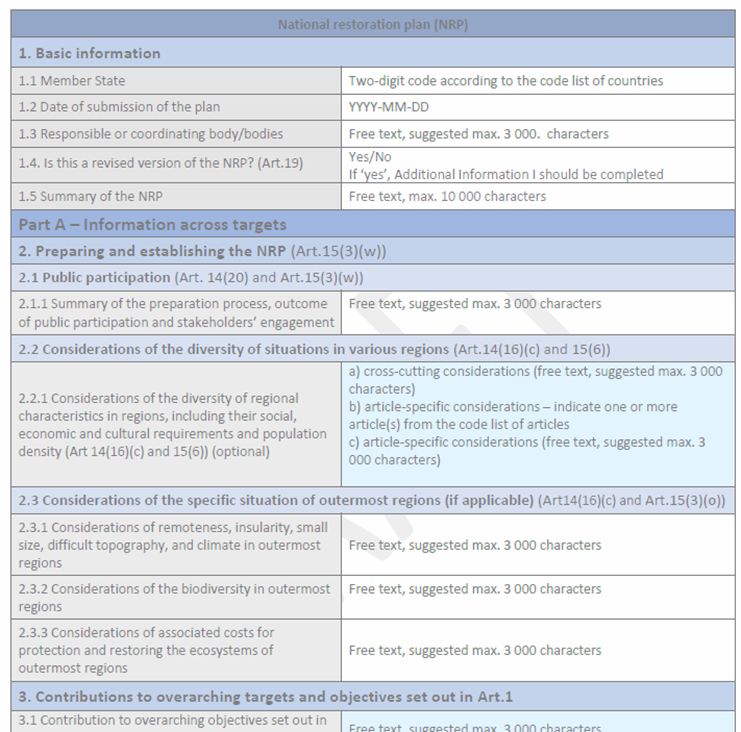 National restoration plan (NRP)
1. Basic information
1.1 Member State
Two-digit code according to the code list of countries
1.2 Date of submission of the plan
YYYY-MM-DD
1.3 Responsible or coordinating body/bodies
Free text, suggested max. 3 000.  characters
1.4. Is this a revised version of the NRP? (Art.19)
Yes/No
If ‘yes’, Additional Information I should be completed
1.5 Summary of the NRP
Free text, max. 10 000 characters
Part A – Information across targets
2. Preparing and establishing the NRP (Art.15(3)(w))
2.1 Public participation (Art. 14(20) and Art.15(3)(w))
2.1.1 Summary of the preparation process, outcome
of public participation and stakeholders’ engagement
Free text, suggested max. 3 000 characters
2.2 Considerations of the diversity of situations in various regions (Art.14(16)(c) and 15(6))
2.2.1 Considerations of the diversity of regional
characteristics in regions, including their social,
economic and cultural requirements and population
density (Art 14(16)(c) and 15(6)) (optional)
a) cross-cutting considerations (free text, suggested max. 3 000
characters)
b) article-specific considerations – indicate one or more
article(s) from the code list of articles
c) article-specific considerations (free text, suggested max. 3
000 characters)
2.3 Considerations of the specific situation of outermost regions (if applicable) (Art14(16)(c) and Art.15(3)(o))
2.3.1 Considerations of remoteness, insularity, small
size, difficult topography, and climate in outermost
regions
Free text, suggested max. 3 000 characters
2.3.2 Considerations of the biodiversity in outermost
regions
Free text, suggested max. 3 000 characters
2.3.3 Considerations of associated costs for
protection and restoring the ecosystems of
outermost regions
Free text, suggested max. 3 000 characters
3. Contributions to overarching targets and objectives set out in Art.1
3.1 Contribution to overarching objectives set out in
Free text, suggested max. 3 000 characters